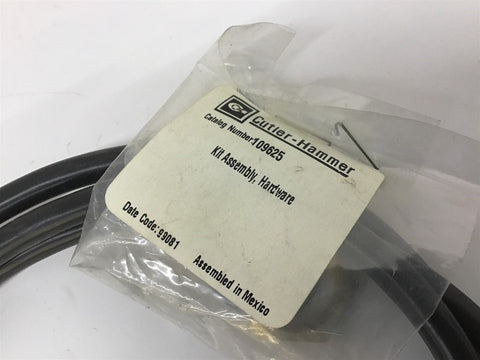 Cutler-Hammer
Catalog Number:109625
Kit Assembly, Hardware
Date Code:99081
Assembled in Mexico